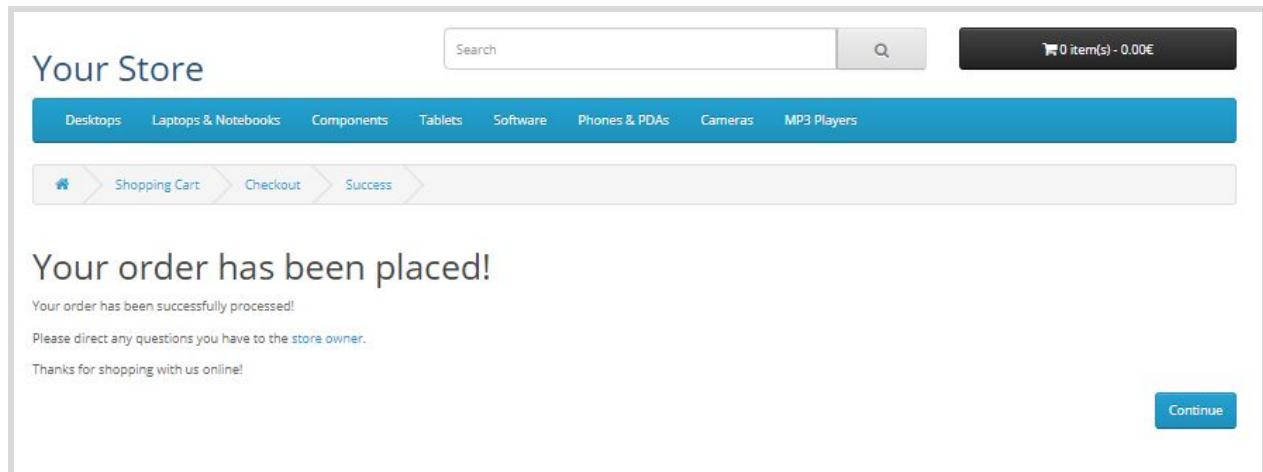 Your Store
Search
0 item(s) - 0.00€
Desktops Laptops & Notebooks Components Tablets Software Phones & PDAs Cameras MP3 Players
Shopping Cart Checkout Success
Your order has been placed!
Your order has been successfully processed!
Please direct any questions you have to the store owner.
Thanks for shopping with us online!
Continue